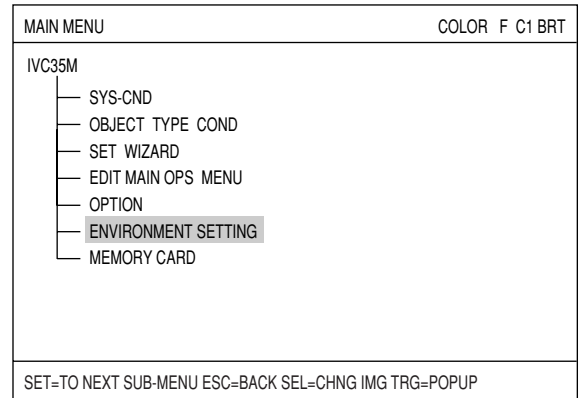 MAIN MENU COLOR F C1 BRT
IVC35M
SYS-CND
OBJECT TYPE COND
SET WIZARD
EDIT MAIN OPS MENU
OPTION
ENVIRONMENT SETTING
MEMORY CARD
SET=TO NEXT SUB-MENU ESC=BACK SEL=CHNG IMG TRG=POPUP